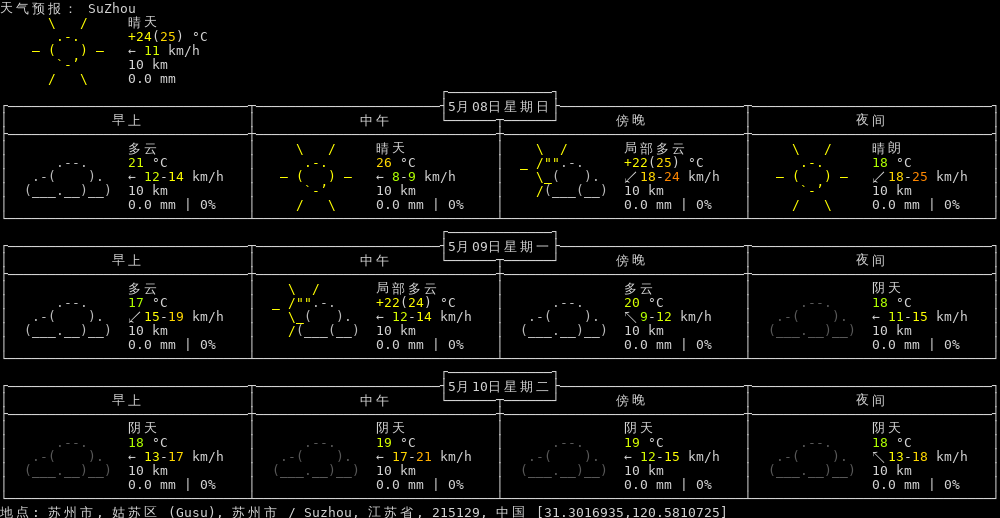 天气预报: SuZhou
晴天
+24(25) °C
← 11 km/h
10 km
0.0 mm
5月08日星期日
早上 中午 傍晚 夜间
多云 晴天 局部多云 晴朗
21 °C 26 °C +22(25) °C 18 °C
← 12-14 km/h ← 8-9 km/h ↙ 18-24 km/h ↙ 18-25 km/h
10 km 10 km 10 km 10 km
0.0 mm | 0% 0.0 mm | 0% 0.0 mm | 0% 0.0 mm | 0%
5月09日星期一
早上 中午 傍晚 夜间
多云 局部多云 多云 阴天
17 °C +22(24) °C 20 °C 18 °C
↙ 15-19 km/h ← 12-14 km/h ↖ 9-12 km/h ← 11-15 km/h
10 km 10 km 10 km 10 km
0.0 mm | 0% 0.0 mm | 0% 0.0 mm | 0% 0.0 mm | 0%
5月10日星期二
早上 中午 傍晚 夜间
阴天 阴天 阴天 阴天
18 °C 19 °C 19 °C 18 °C
← 13-17 km/h ← 17-21 km/h ← 12-15 km/h ↖ 13-18 km/h
10 km 10 km 10 km 10 km
0.0 mm | 0% 0.0 mm | 0% 0.0 mm | 0% 0.0 mm | 0%
地点: 苏州市, 姑苏区 (Gusu), 苏州市 / Suzhou, 江苏省, 215129, 中国 [31.3016935,120.5810725]